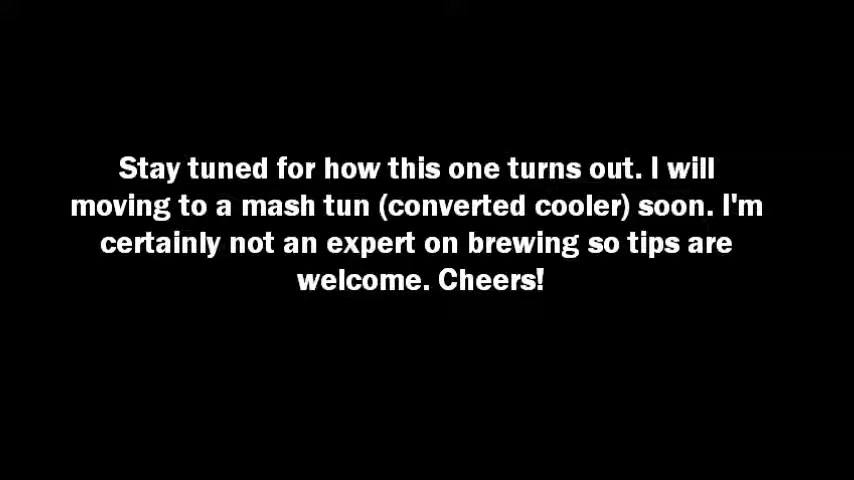 Stay tuned for how this one turns out. I will
moving to a mash tun (converted cooler) soon. I'm
certainly not an expert on brewing so tips are
welcome. Cheers!